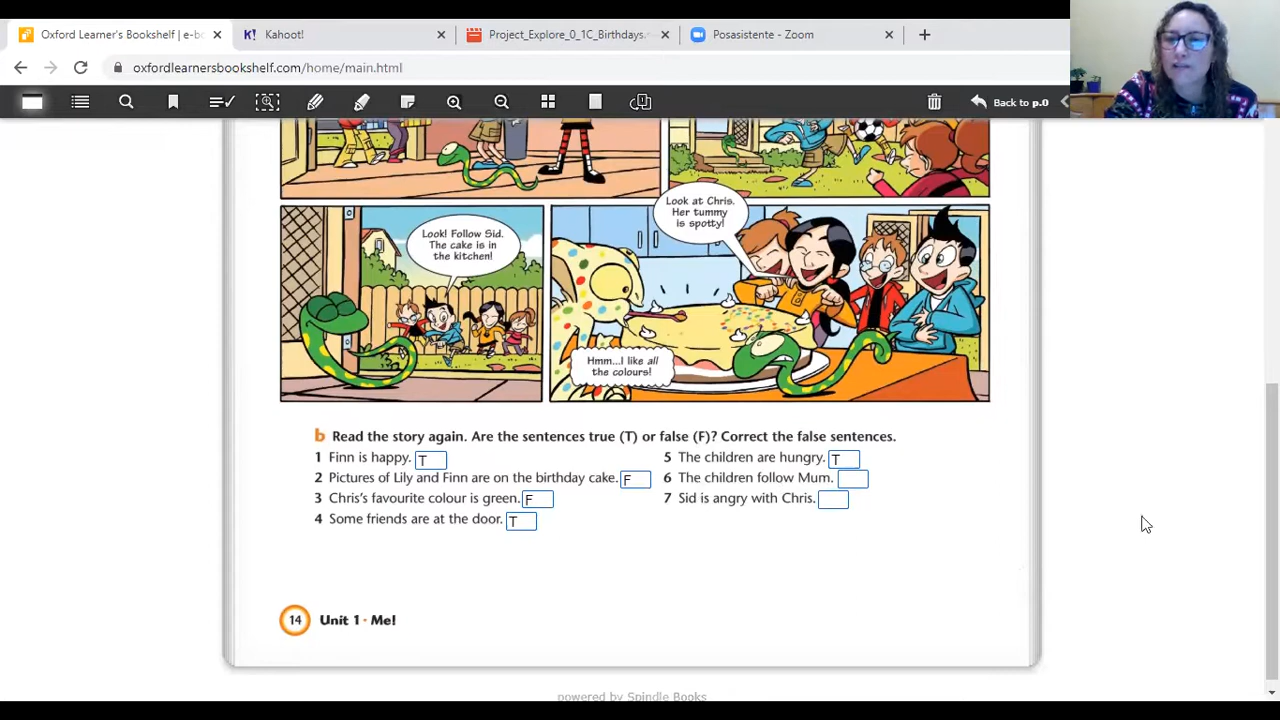 Oxford Learner's Bookshelf | e-bo
Kahoot!
Project_Explore_0_1C_Birthdays.
Posasistente - Zoom
oxfordlearnersbookshelf.com/home/main.html
Back to p.0
Look at Chris.
Her tummy
is spotty!
Look! Follow Sid.
The cake is in
the kitchen!
Hmm...I like all
the colours!
b Read the story again. Are the sentences true (T) or false (F)? Correct the false sentences.
1 Finn is happy. T
2 Pictures of Lily and Finn are on the birthday cake. F
3 Chris's favourite colour is green. F
4 Some friends are at the door. T
5 The children are hungry. T
6 The children follow Mum.
7 Sid is angry with Chris.
14 Unit 1 · Me!
powered by Spindle Books